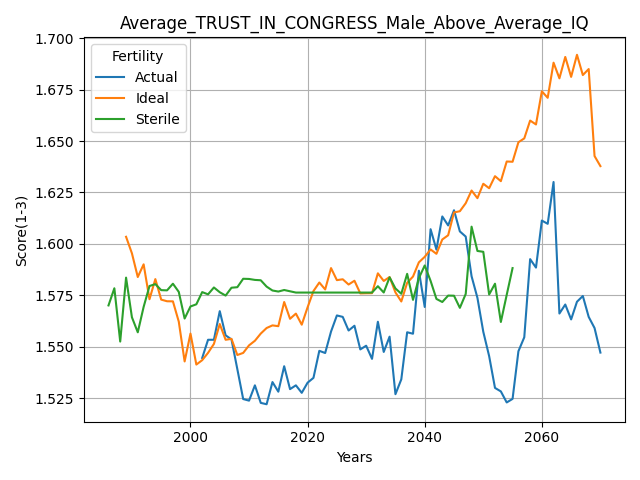 Average_TRUST_IN_CONGRESS_Male_Above_Average_IQ
1.700
1.675
1.650
1.625
1.600
1.575
1.550
1.525
Score(1-3)
Fertility
Actual
Ideal
Sterile
2000
2020
2040
2060
Years